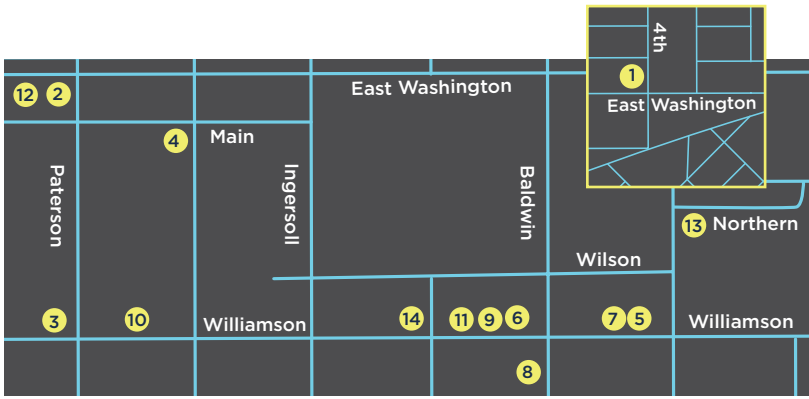 4th
1
East Washington
12 2
East Washington
4
Main
Paterson
Ingersoll
Baldwin
13 Northern
Wilson
3
10
Williamson
14
11 9 6
7 5
Williamson
8